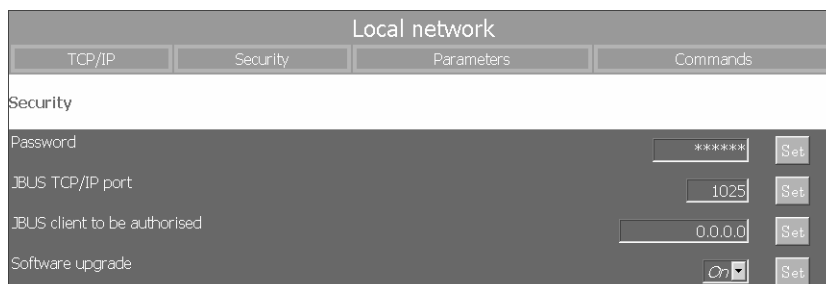 Local network
TCP/IP Security Parameters Commands
Security
Password ****** Set
JBUS TCP/IP port 1025 Set
JBUS client to be authorised 0.0.0.0 Set
Software upgrade On Set